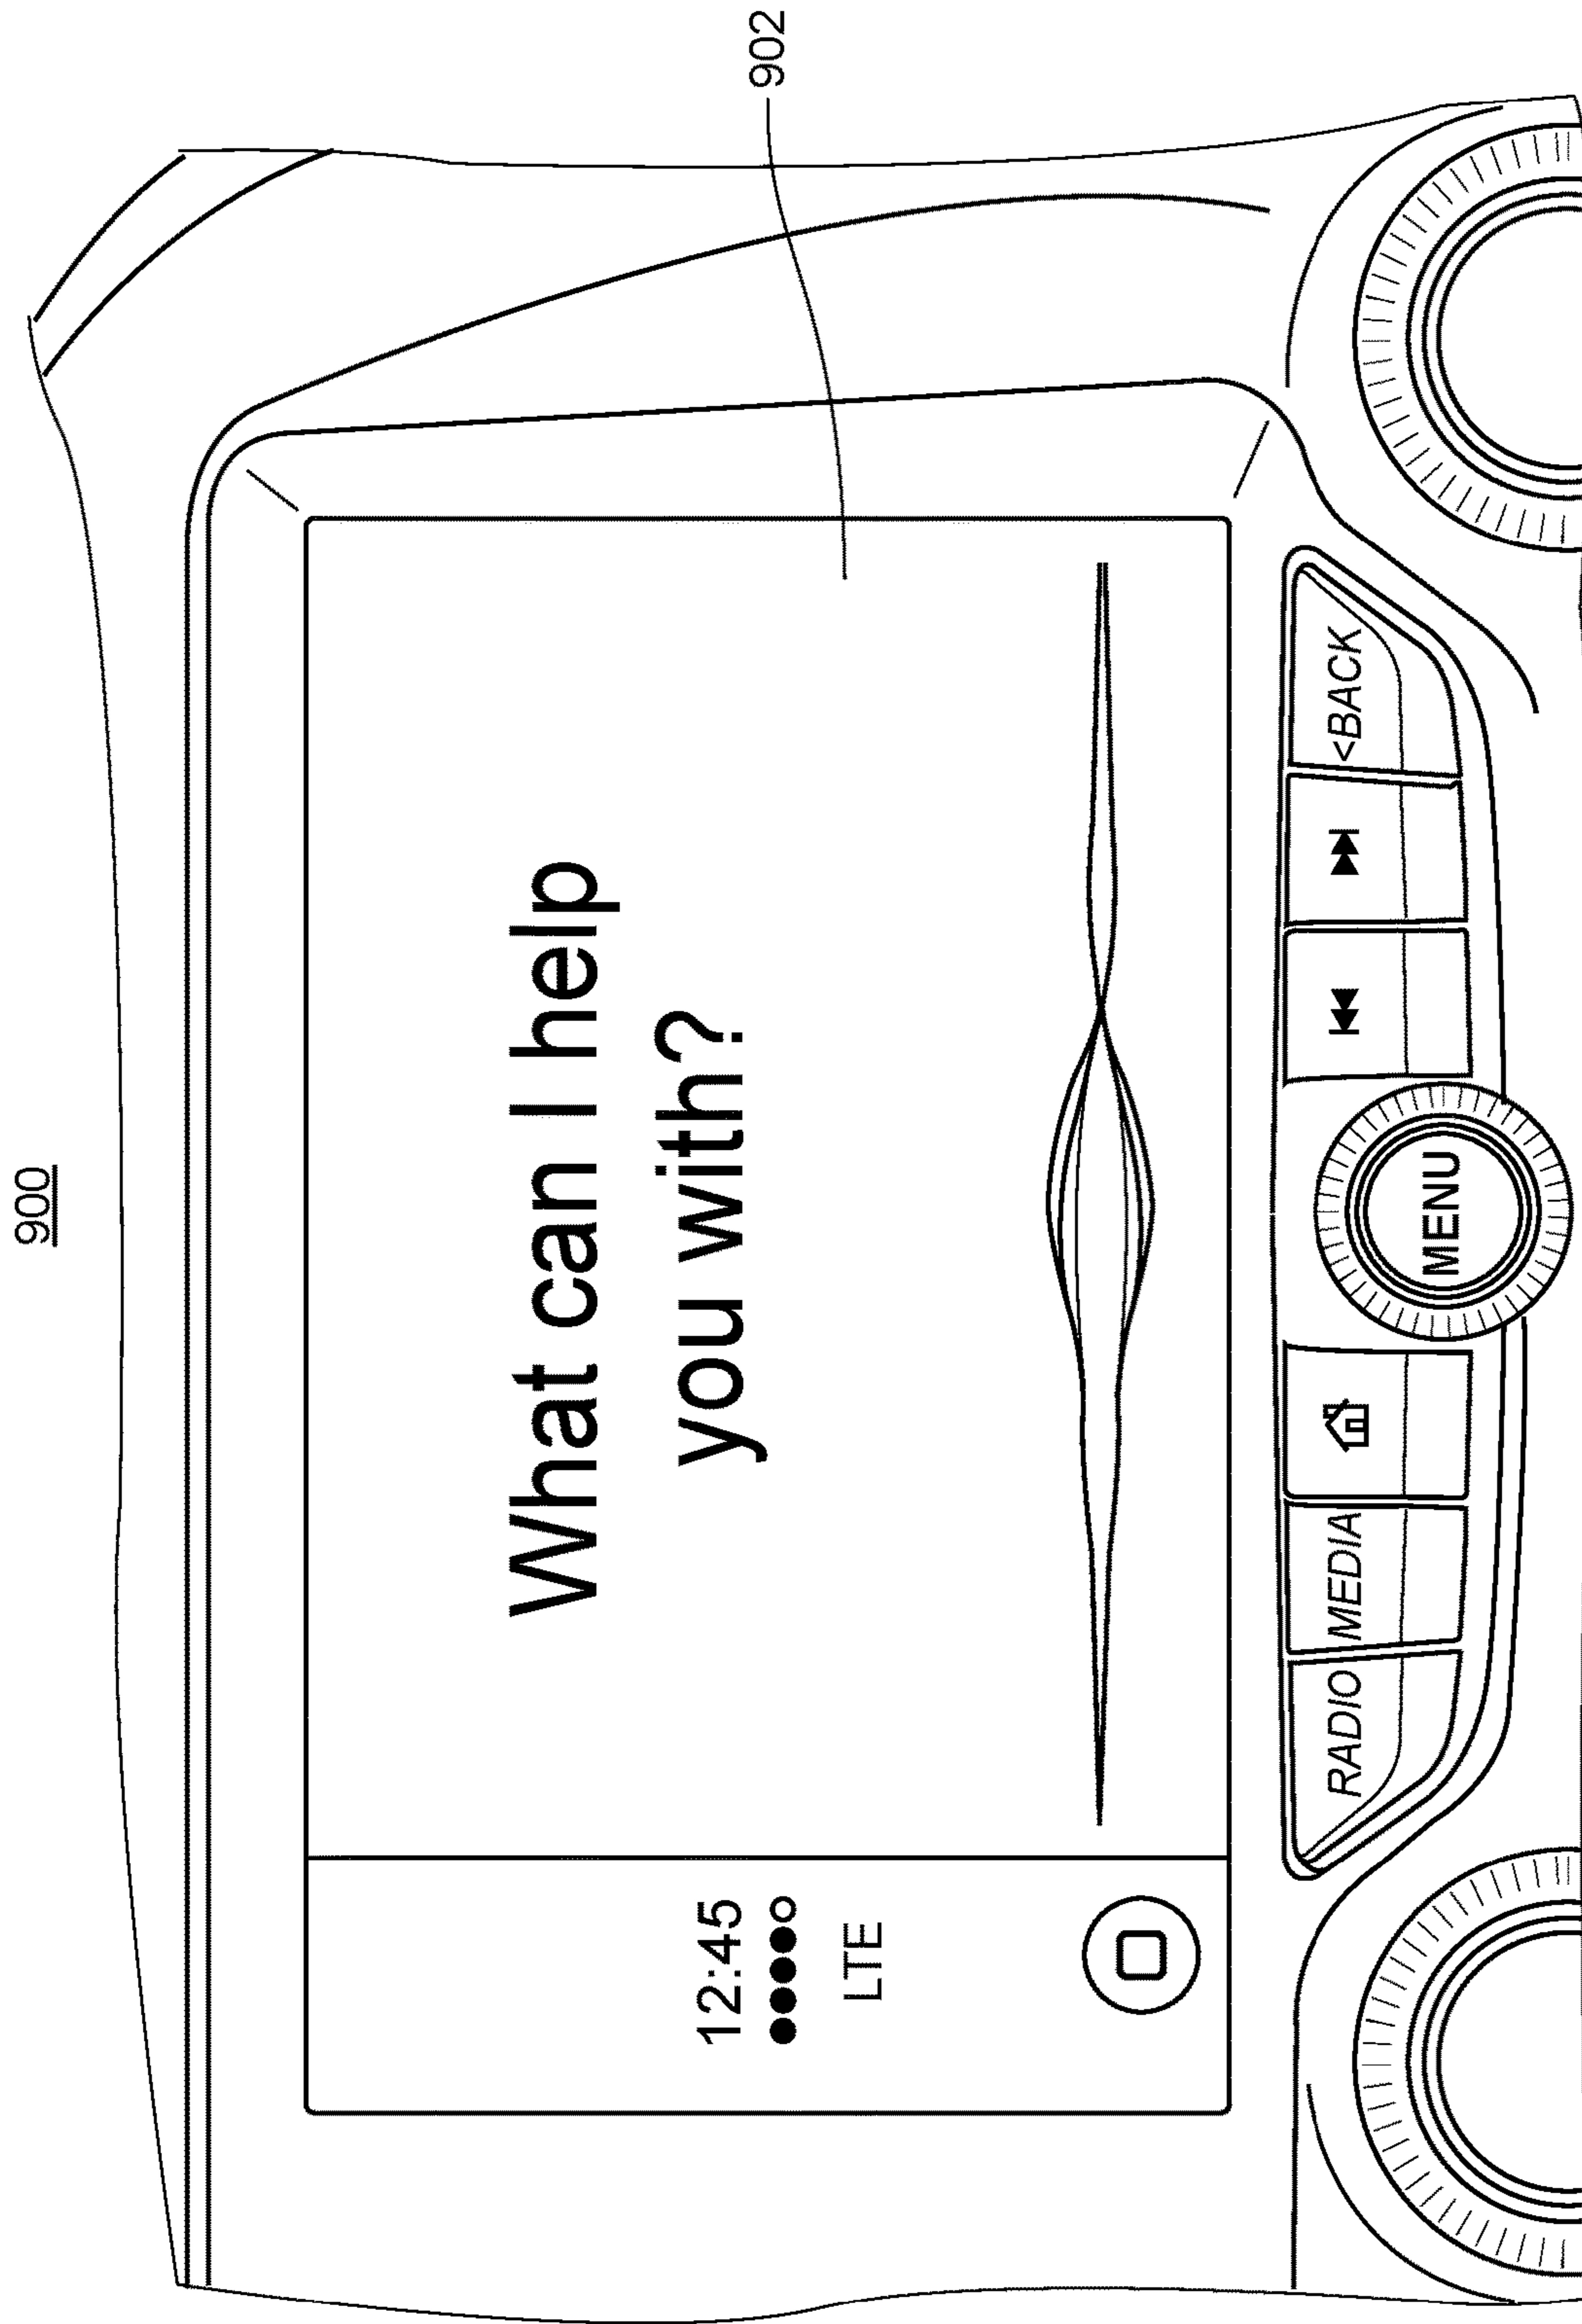 900
902
What can I help
you with?
12:45
LTE
RADIO
MEDIA
MENU
<BACK